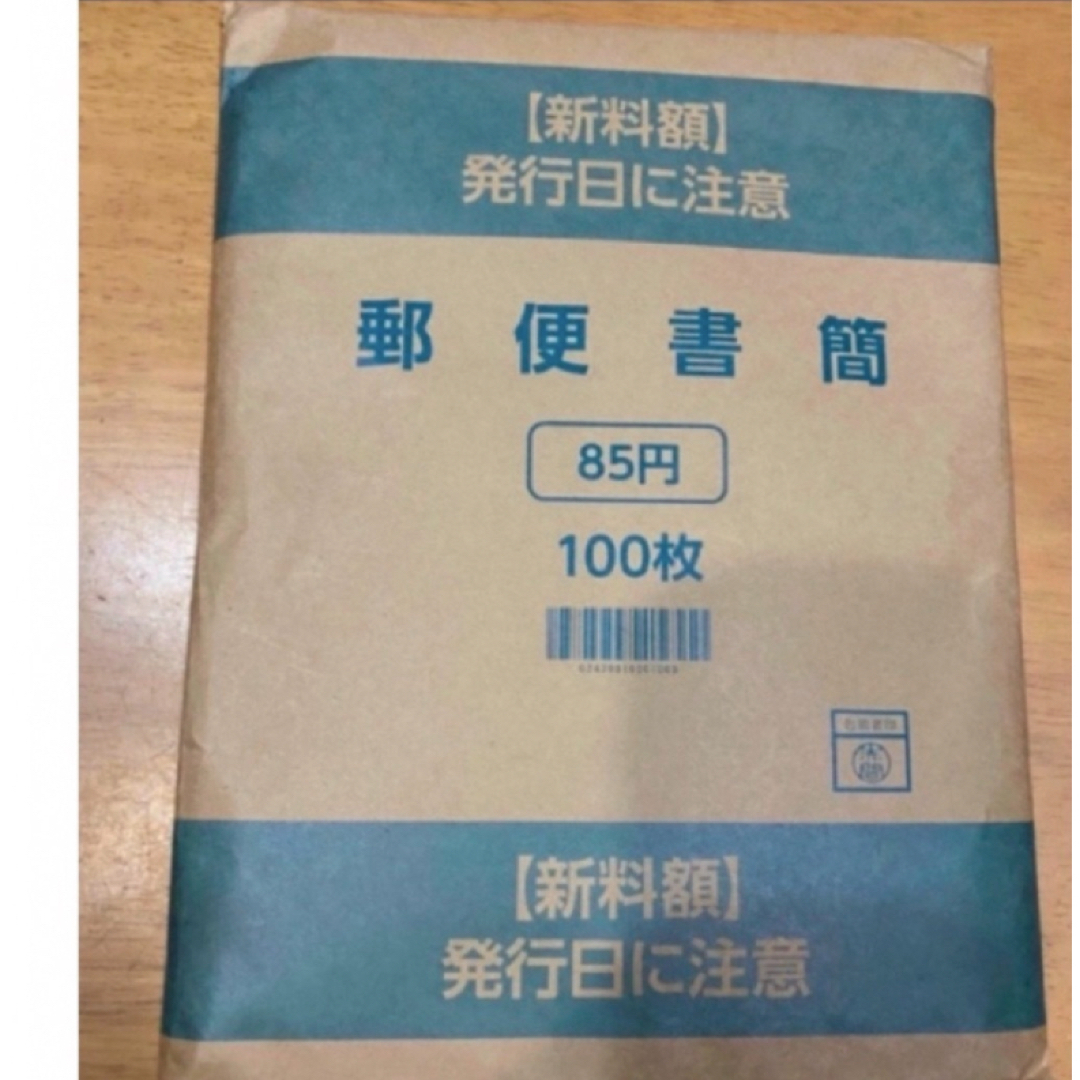 【新料額】
発行日に注意
郵便書簡
85円
100枚
【新料額】
発行日に注意